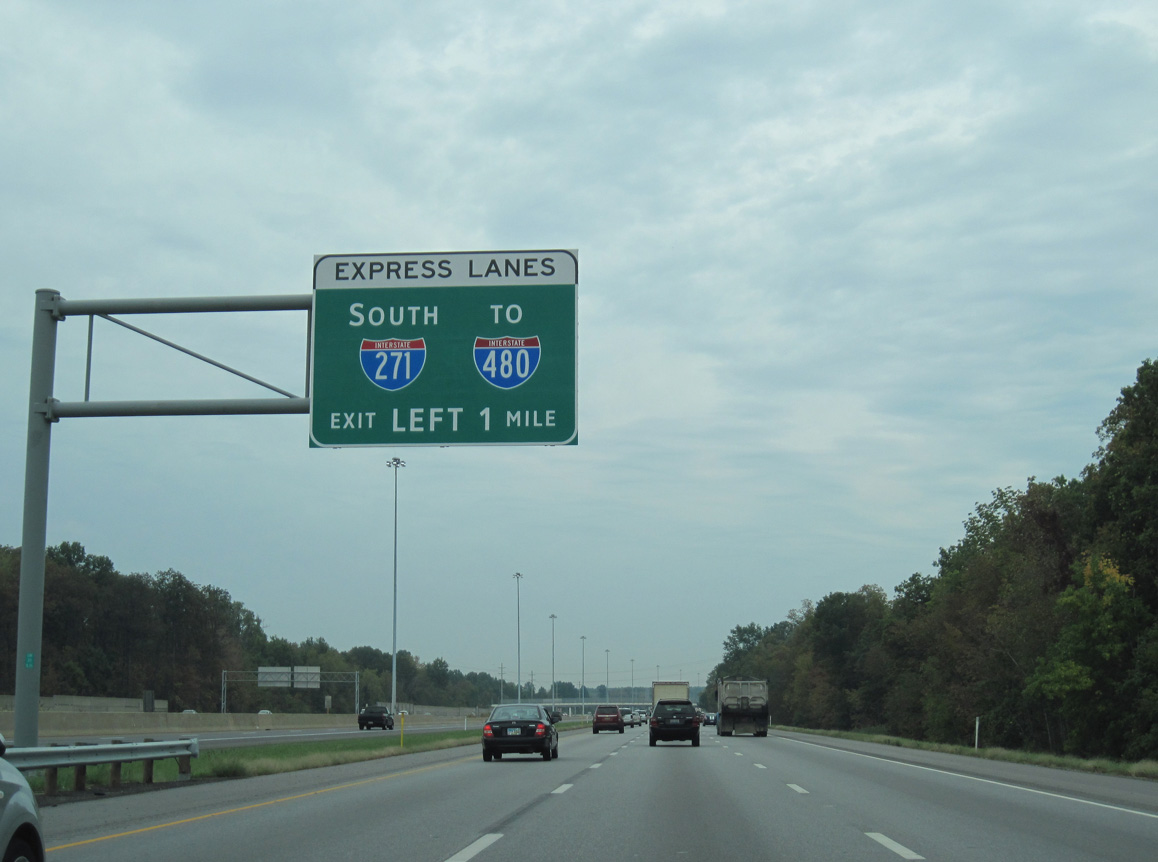 EXPRESS LANES
SOUTH TO
INTERSTATE INTERSTATE
271 480
EXIT LEFT 1 MILE